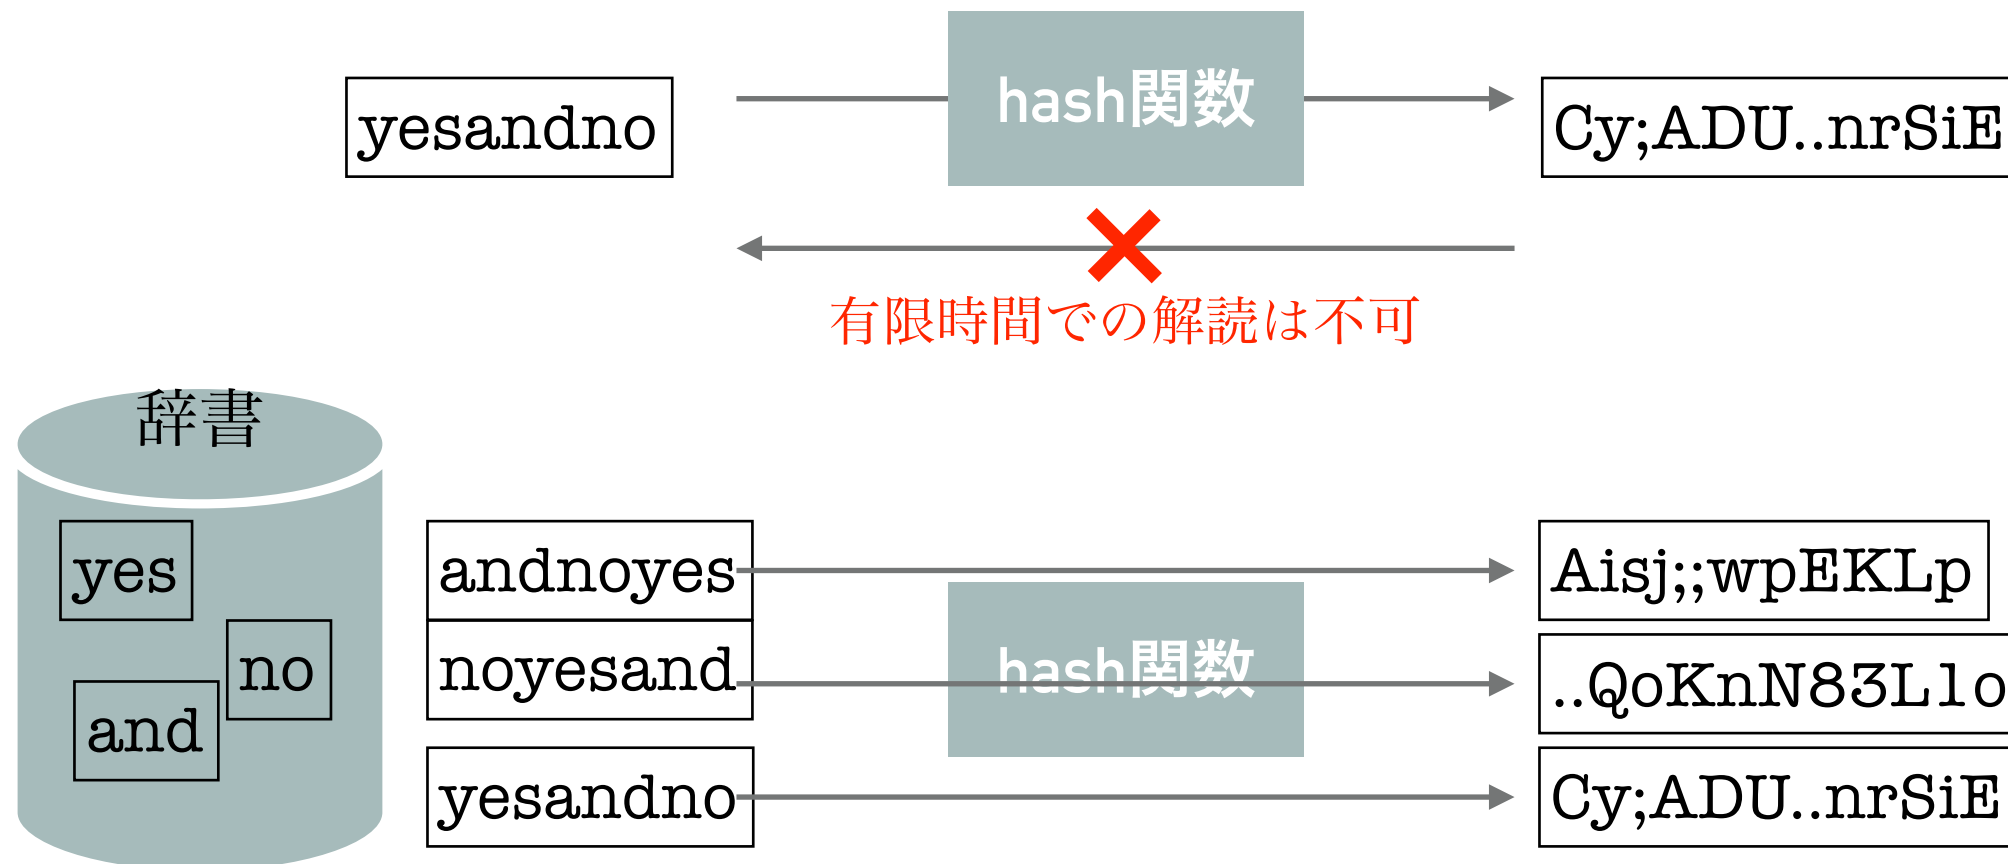 yesandno
hash関数
Cy;ADU..nrSiE
有限時間での解読は不可
辞書
yes
no
and
andnoyes
noyesand
yesandno
hash関数
Aisj;;wpEKLp
..QoKnN83L1o
Cy;ADU..nrSiE